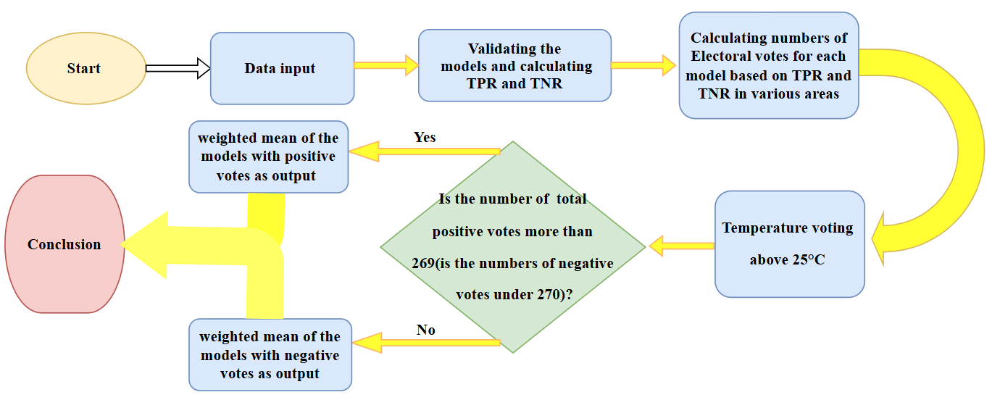 Start
Data input
Validating the
models and calculating
TPR and TNR
Calculating numbers of
Electoral votes for each
model based on TPR and
TNR in various areas
Temperature voting
above 25°C
Is the number of total
positive votes more than
269(is the numbers of negative
votes under 270)?
Yes
weighted mean of the
models with positive
votes as output
No
weighted mean of the
models with negative
votes as output
Conclusion